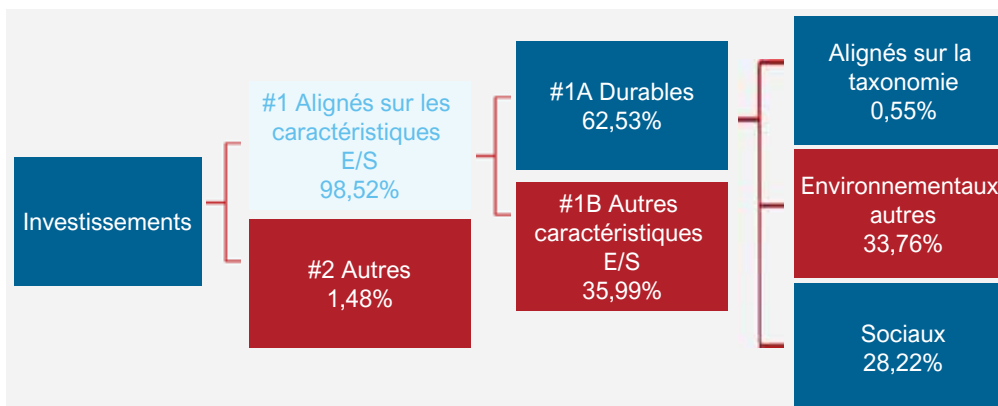 Investissements
#1 Alignés sur les
caractéristiques
E/S
98,52%
#2 Autres
1,48%
#1A Durables
62,53%
#1B Autres
caractéristiques
E/S
35,99%
Alignés sur la
taxonomie
0,55%
Environnementaux
autres
33,76%
Sociaux
28,22%